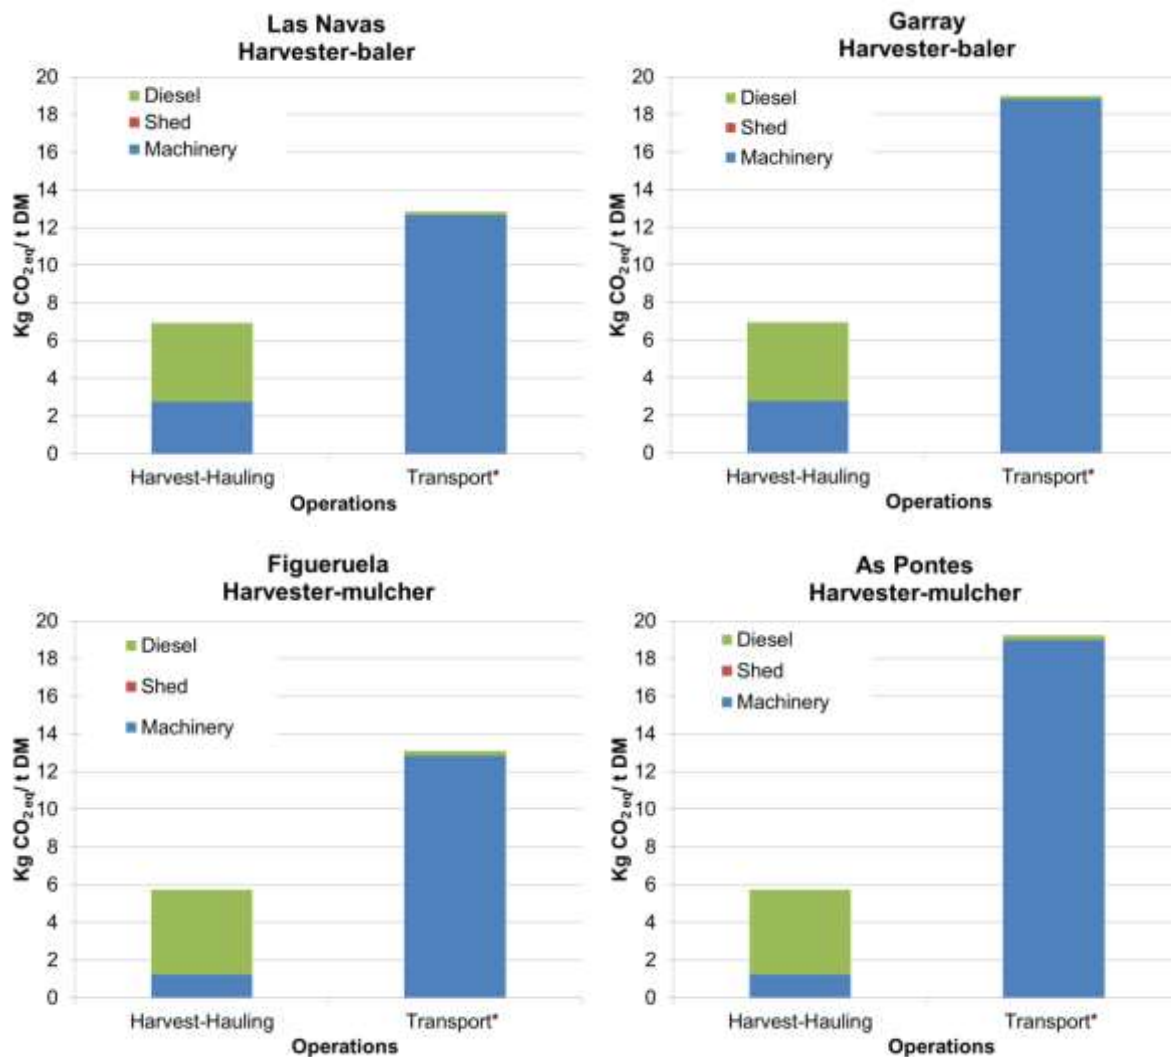 Las Navas
Harvester-baler
Kg CO2 eq/ t DM
20
18
16
14
12
10
8
6
4
2
0
Diesel
Shed
Machinery
Harvest-Hauling
Transport*
Operations
Garray
Harvester-baler
Kg CO2 eq/ t DM
20
18
16
14
12
10
8
6
4
2
0
Diesel
Shed
Machinery
Harvest-Hauling
Transport*
Operations
Figueruela
Harvester-mulcher
Kg CO2 eq/ t DM
20
18
16
14
12
10
8
6
4
2
0
Diesel
Shed
Machinery
Harvest-Hauling
Transport*
Operations
As Pontes
Harvester-mulcher
Kg CO2 eq/ t DM
20
18
16
14
12
10
8
6
4
2
0
Diesel
Shed
Machinery
Harvest-Hauling
Transport*
Operations